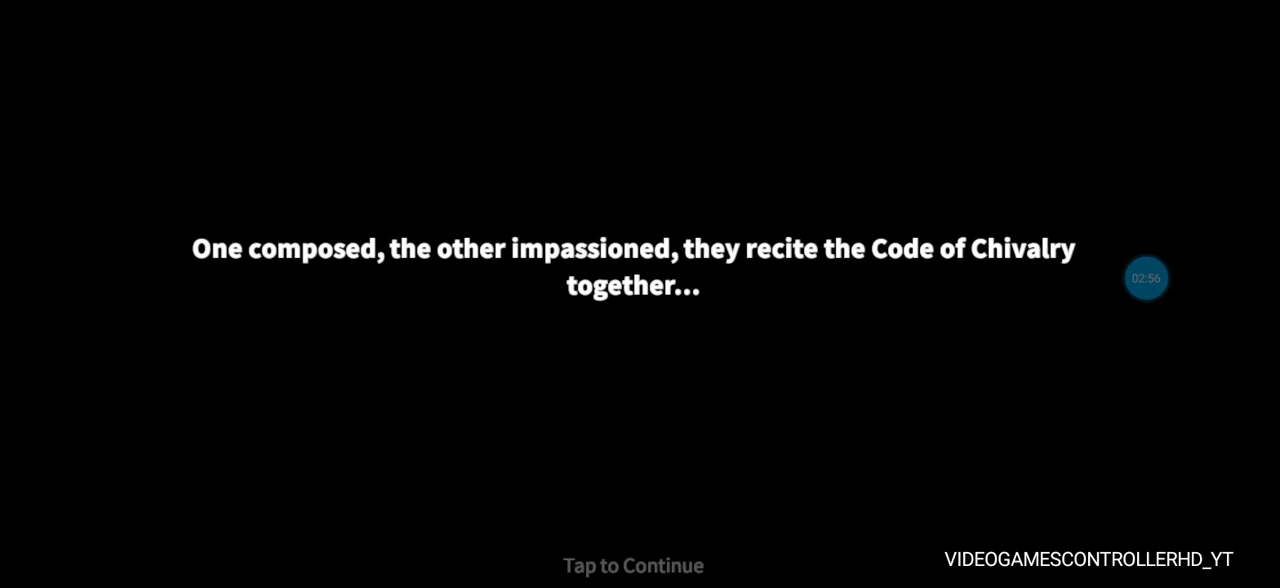 One composed, the other impassioned, they recite the Code of Chivalry
together...
02:56
Tap to Continue
VIDEOGAMESCONTROLLERHD_YT